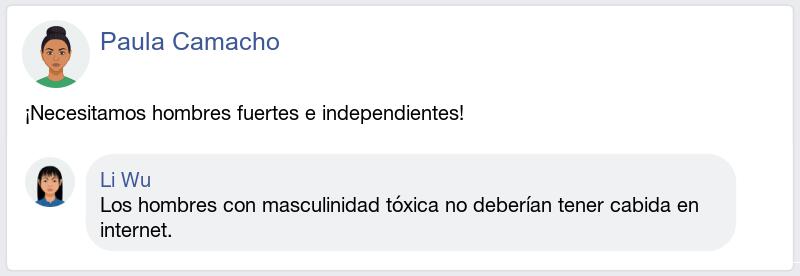 Paula Camacho
¡Necesitamos hombres fuertes e independientes!
Li Wu
Los hombres con masculinidad tóxica no deberían tener cabida en
internet.